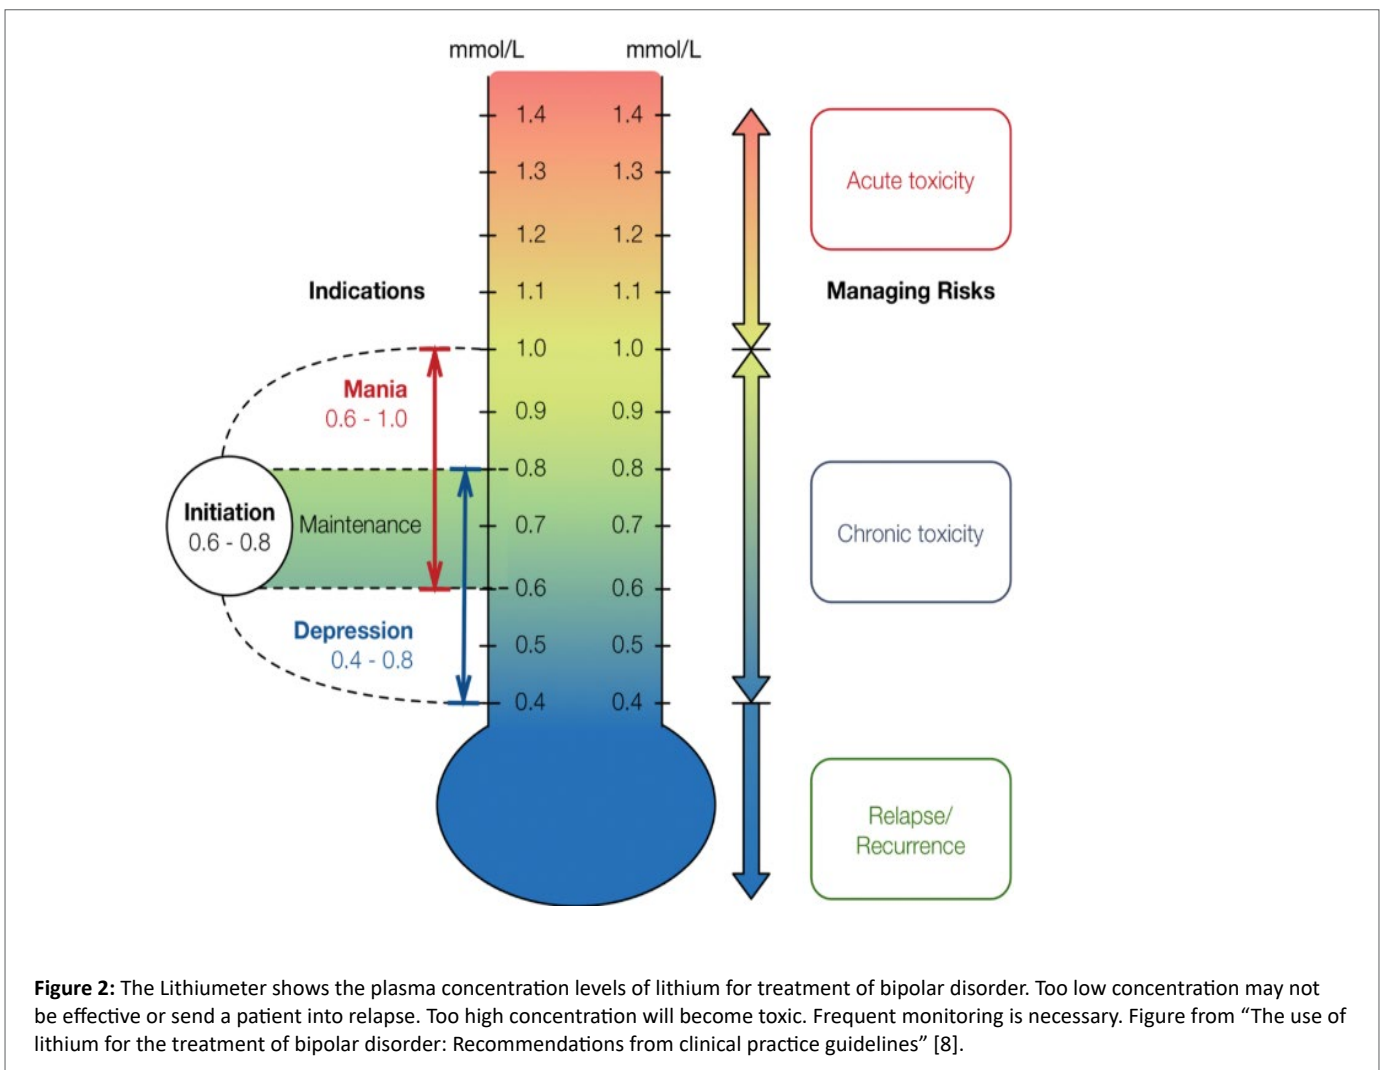 mmol/L mmol/L
1.4 1.4
Acute toxicity
1.3 1.3
1.2 1.2
Indications 1.1 1.1 Managing Risks
1.0 1.0
Mania
0.6 - 1.0
0.9 0.9
0.8 0.8
Initiation
0.6 - 0.8
Maintenance
0.7 0.7
Chronic toxicity
0.6 0.6
Depression
0.4 - 0.8
0.5 0.5
0.4 0.4
Relapse/
Recurrence
Figure 2: The Lithiumeter shows the plasma concentration levels of lithium for treatment of bipolar disorder. Too low concentration may not
be effective or send a patient into relapse. Too high concentration will become toxic. Frequent monitoring is necessary. Figure from “The use of
lithium for the treatment of bipolar disorder: Recommendations from clinical practice guidelines” [8].